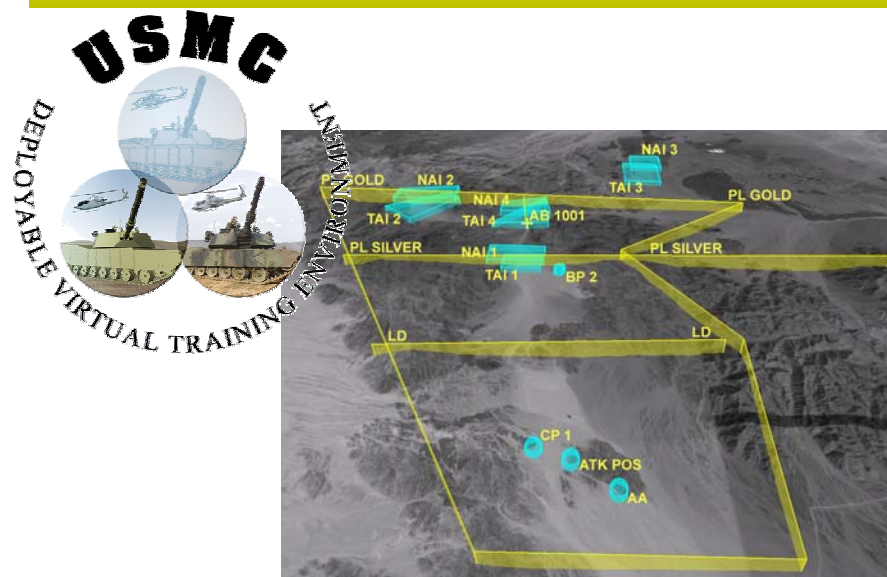 USMC
DEPLOYABLE VIRTUAL TRAINING ENVIRONMENT
NAI 3
TAI 3
PL GOLD
NAI 2
NAI 4
PL GOLD
TAI 2
TAI 4
AB 1001
PL SILVER
NAI 1
PL SILVER
TAI 1
BP 2
LD
LD
CP 1
ATK POS
AA